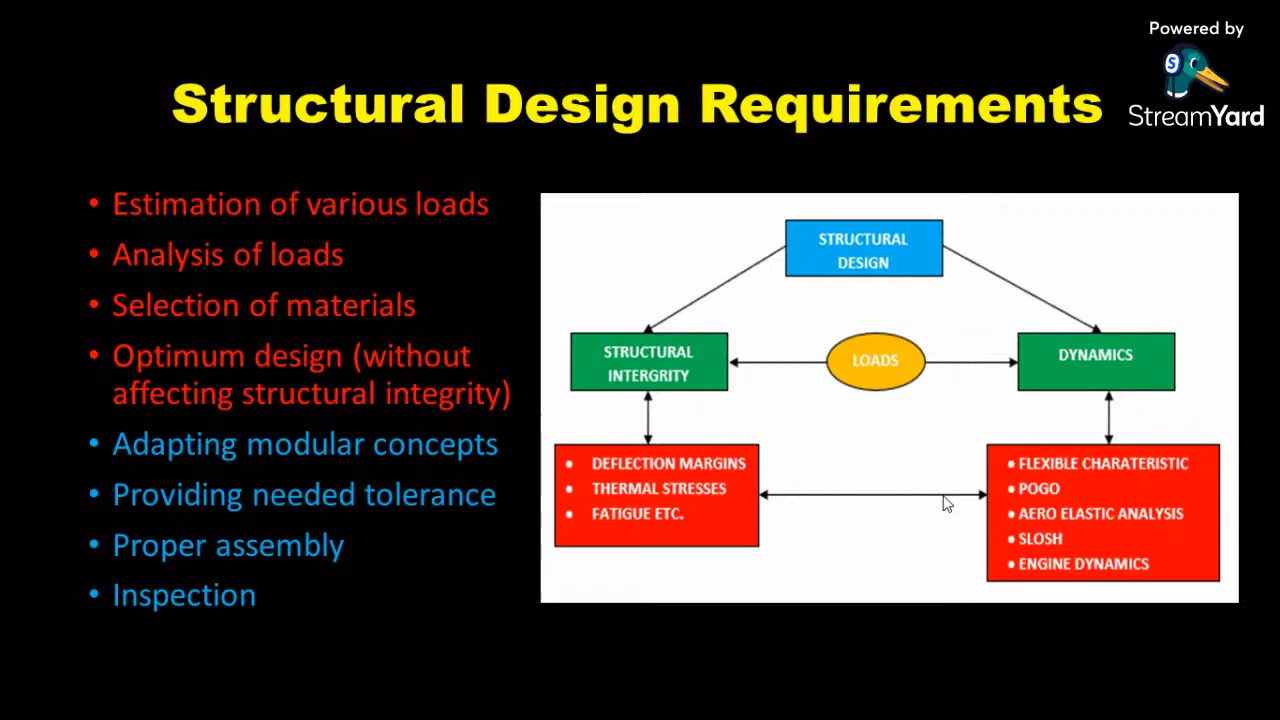 Powered by
StreamYard
Structural Design Requirements
• Estimation of various loads
• Analysis of loads
• Selection of materials
• Optimum design (without
affecting structural integrity)
• Adapting modular concepts
• Providing needed tolerance
• Proper assembly
• Inspection
STRUCTURAL
DESIGN
STRUCTURAL
INTERGRITY
LOADS
DYNAMICS
• DEFLECTION MARGINS
• THERMAL STRESSES
• FATIGUE ETC.
• FLEXIBLE CHARATERISTIC
• POGO
• AERO ELASTIC ANALYSIS
• SLOSH
• ENGINE DYNAMICS